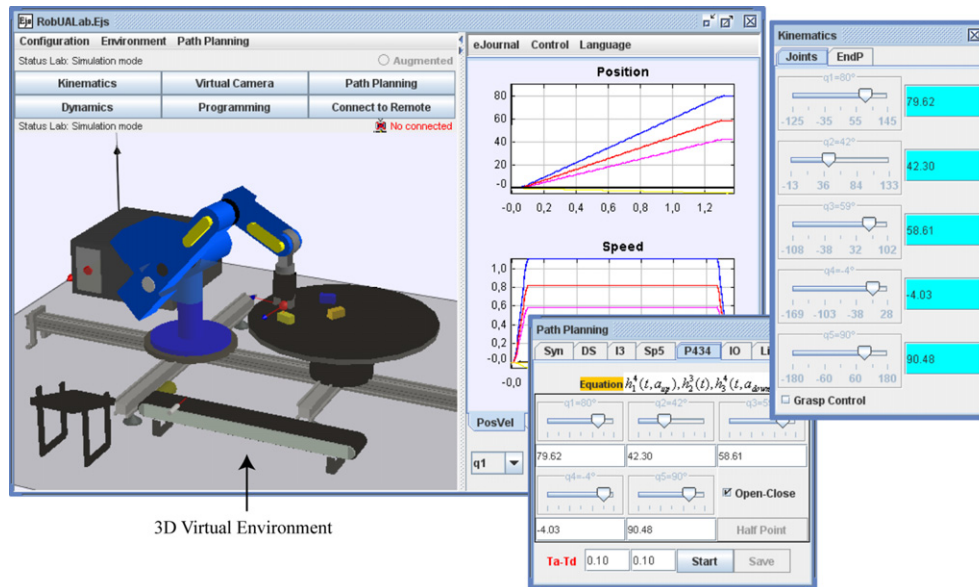 RobUALab.Ejs
Configuration Environment Path Planning
Status Lab: Simulation mode Augmented
Kinematics Virtual Camera Path Planning
Dynamics Programming Connect to Remote
Status Lab: Simulation mode No connected
eJournal Control Language
Position
80
60
40
20
-0
-0,0 0,2 0,4 0,6 0,8 1,0 1,2
Speed
1,0
0,8
0,6
0,4
0,2
-0,0
-0,0
PosVel
q1
3D Virtual Environment
Path Planning
Syn DS I3 Sp5 P434 IO
Equation
q1=80° q2=42°
79.62 42.30 58.61
q4=-4° q5=90°
Open-Close
-4.03 90.48 Half Point
Ta-Td 0.10 0.10 Start Save
Kinematics
Joints EndP
q1=80°
79.62
-125 -35 55 145
q2=42°
42.30
-13 36 84 133
q3=59°
58.61
-108 -38 32 102
q4=-4°
-4.03
-169 -103 -38 28
q5=90°
90.48
-180 -60 60 180
Grasp Control